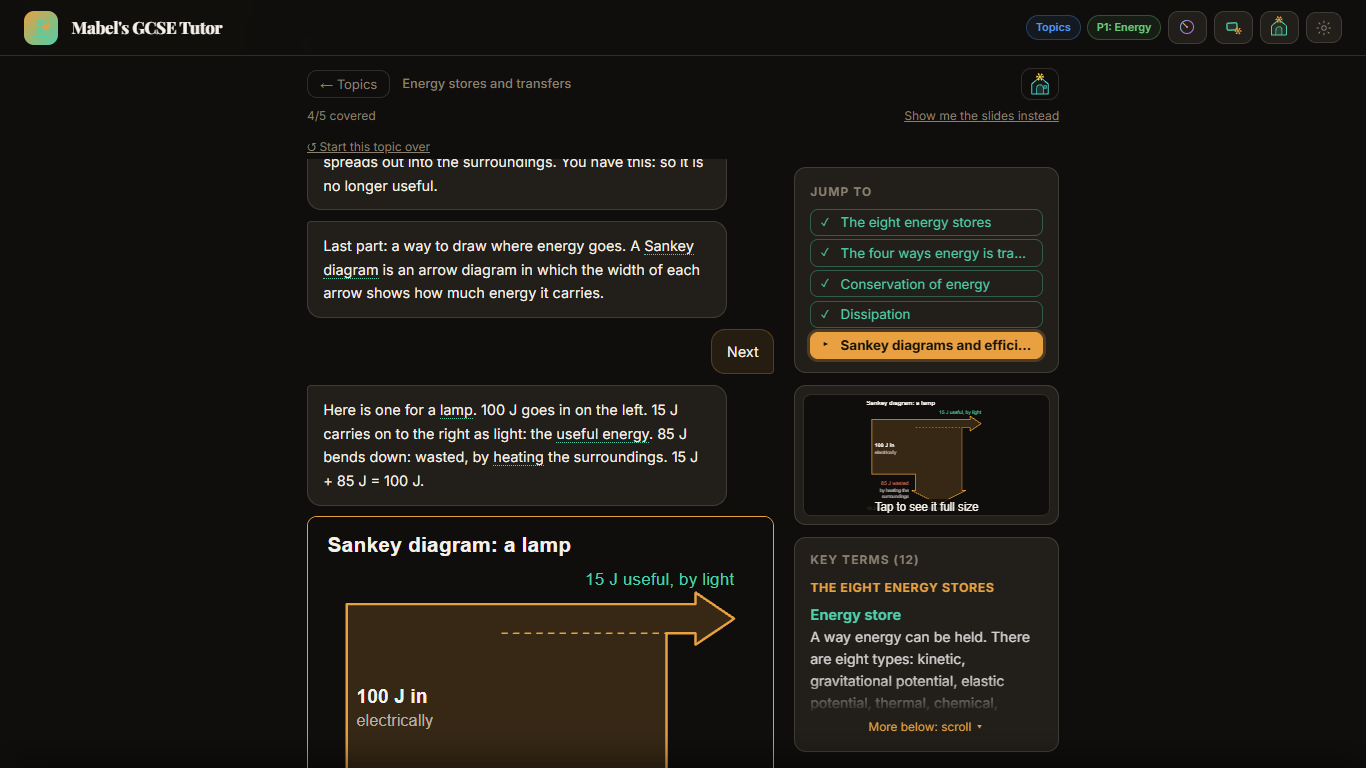 Mabel's GCSE Tutor
Topics
P1: Energy
← Topics
Energy stores and transfers
4/5 covered
Show me the slides instead
↺ Start this topic over
spreads out into the surroundings. You have this: so it is
no longer useful.
Last part: a way to draw where energy goes. A Sankey
diagram is an arrow diagram in which the width of each
arrow shows how much energy it carries.
Next
Here is one for a lamp. 100 J goes in on the left. 15 J
carries on to the right as light: the useful energy. 85 J
bends down: wasted, by heating the surroundings. 15 J
+ 85 J = 100 J.
Sankey diagram: a lamp
15 J useful, by light
100 J in
electrically
JUMP TO
✓ The eight energy stores
✓ The four ways energy is tra...
✓ Conservation of energy
✓ Dissipation
‣ Sankey diagrams and effici...
Sankey diagram: a lamp
15 J useful, by light
100 J in
electrically
85 J wasted
by heating the
surroundings
Tap to see it full size
KEY TERMS (12)
THE EIGHT ENERGY STORES
Energy store
A way energy can be held. There
are eight types: kinetic,
gravitational potential, elastic
potential, thermal, chemical,
More below: scroll ▾